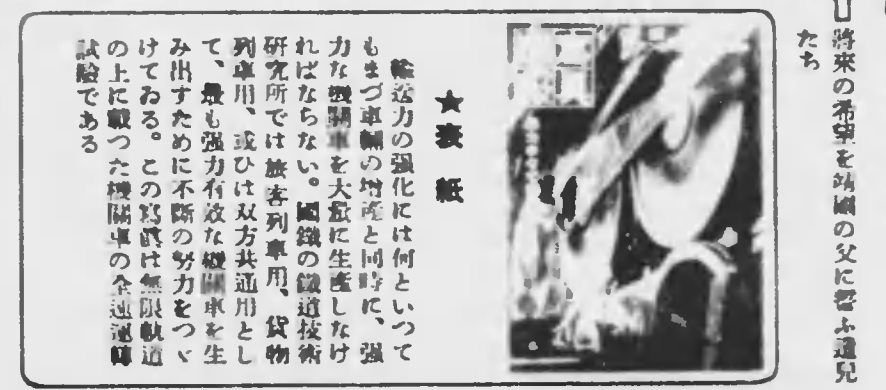 將來の希望を靖國の父に誓ふ遺兒
たち
★表紙
輸送力の强化には何といつて
もまづ車輛の增產と同時に、强
力な機關車を大量に生產しなけ
ればならない。國鐵の鐵道技術
硏究所では旅客列車用、貨物
列車用、或ひは双方共通用とし
て、最も强力有效な機關車を生
み出すために不斷の努力をつゞ
けてゐる。この寫眞は無限軌道
の上に載つた機關車の全速運轉
試驗である